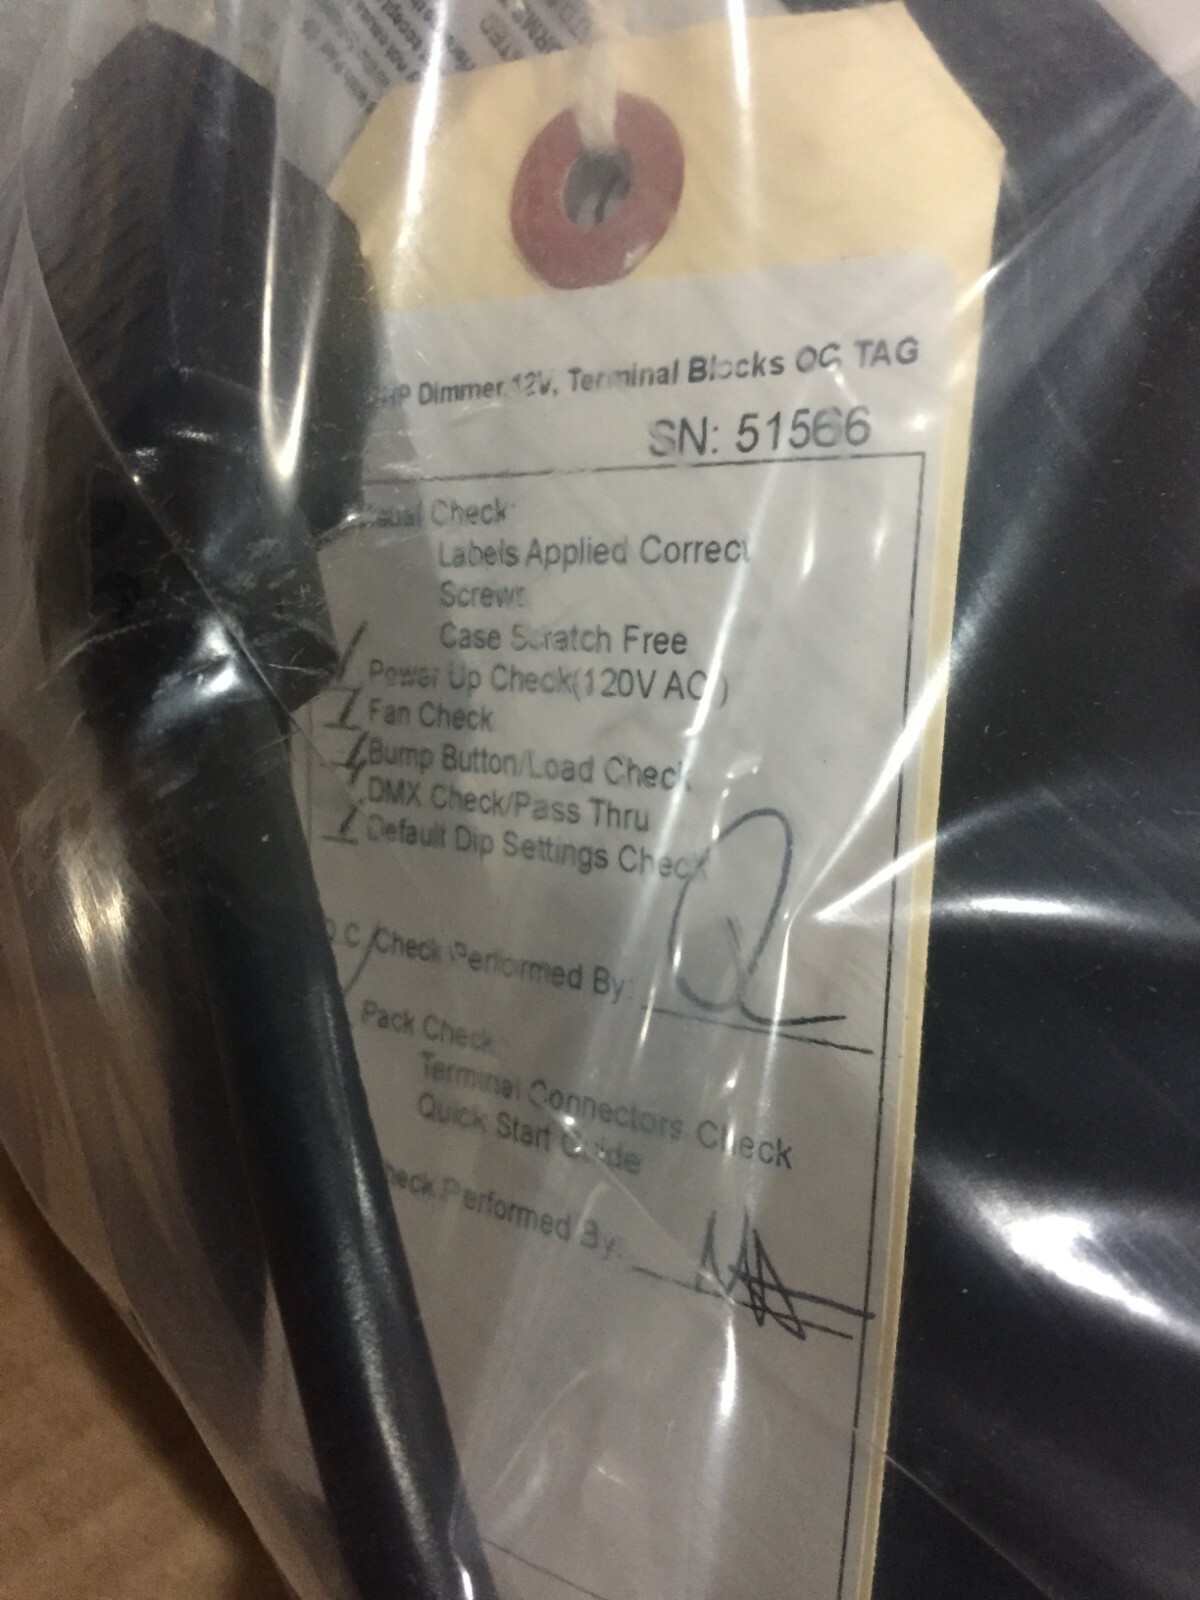 Dimmer, 12V, Terminal Blocks QC TAG
SN: 51566
Visual Check:
Labels Applied Correct
Screws
Case Scratch Free
Power Up Check(120V AC)
Fan Check
Bump Button/Load Check
DMX Check/Pass Thru
Default Dip Settings Check
Q.C. Check Performed By:
Pack Check:
Terminal Connectors Check
Quick Start Guide
Check Performed By: